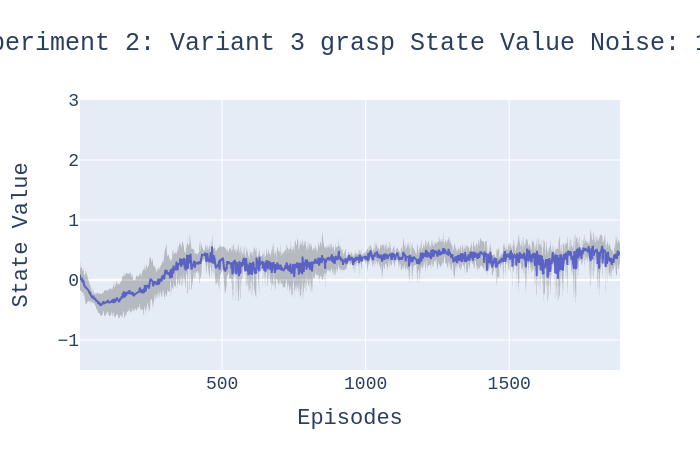 periment 2: Variant 3 grasp State Value Noise:
3
2
1
0
−1
State Value
500
1000
1500
Episodes